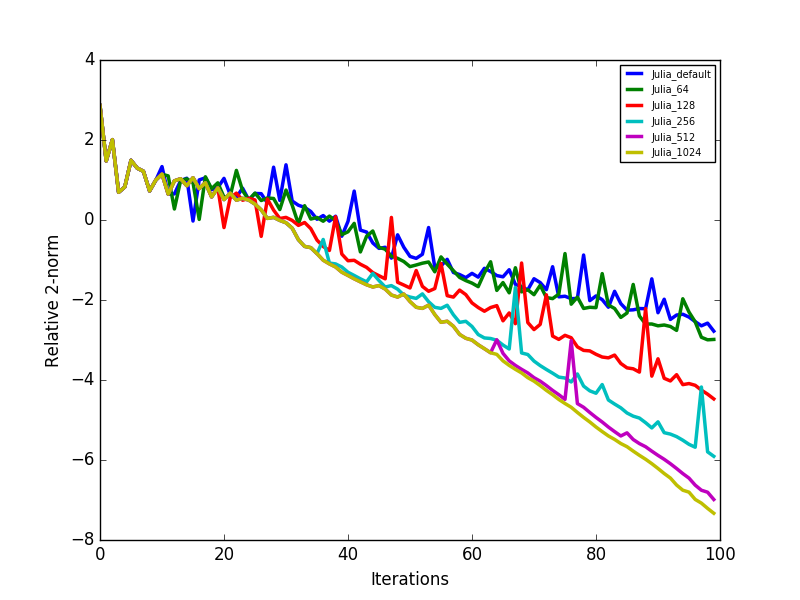 4
2
0
−2
−4
−6
−8
0 20 40 60 80 100
Relative 2-norm
Iterations
Julia_default
Julia_64
Julia_128
Julia_256
Julia_512
Julia_1024